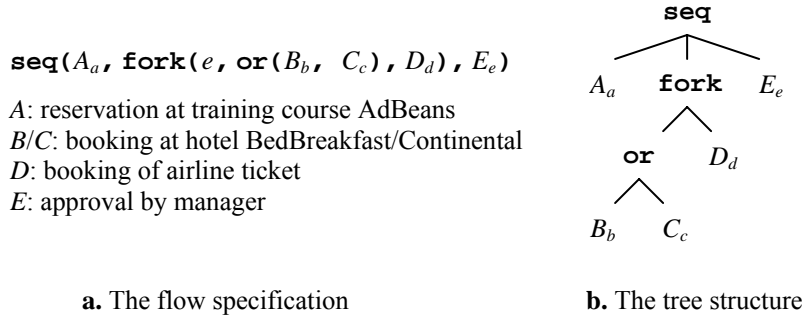 seq(Aa, fork(e, or(Bb, Cc), Dd), Ee)
A: reservation at training course AdBeans
B/C: booking at hotel BedBreakfast/Continental
D: booking of airline ticket
E: approval by manager
a. The flow specification
seq
Aa fork Ee
or Dd
Bb Cc
b. The tree structure